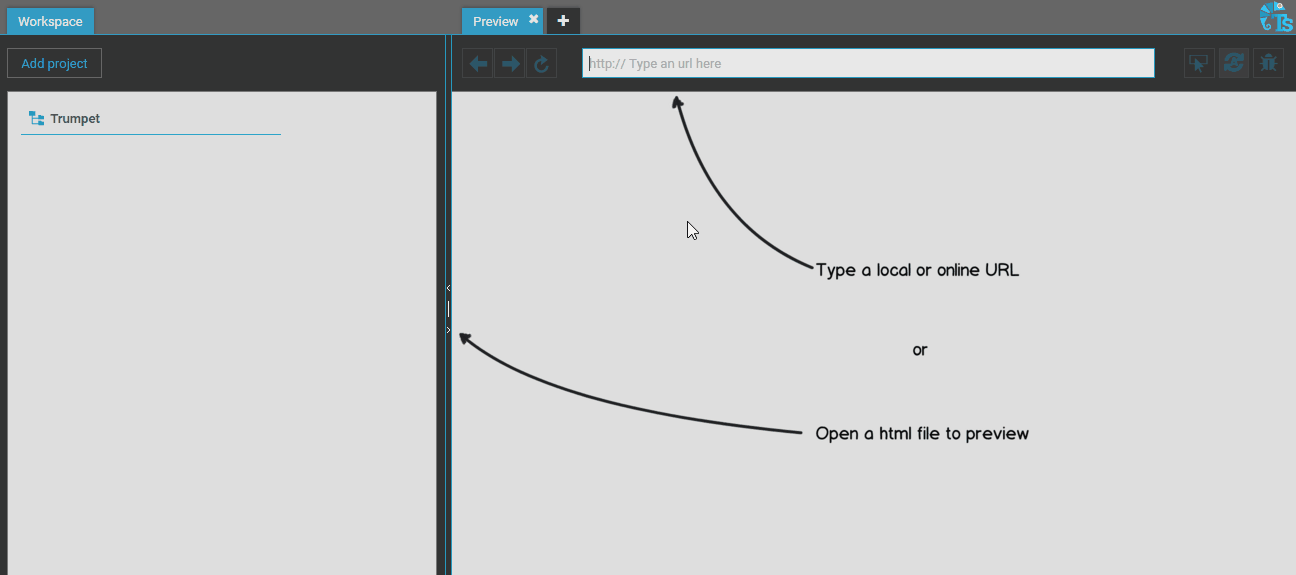 Workspace
Preview
TS
Add project
http:// Type an url here
Trumpet
Type a local or online URL
or
Open a html file to preview